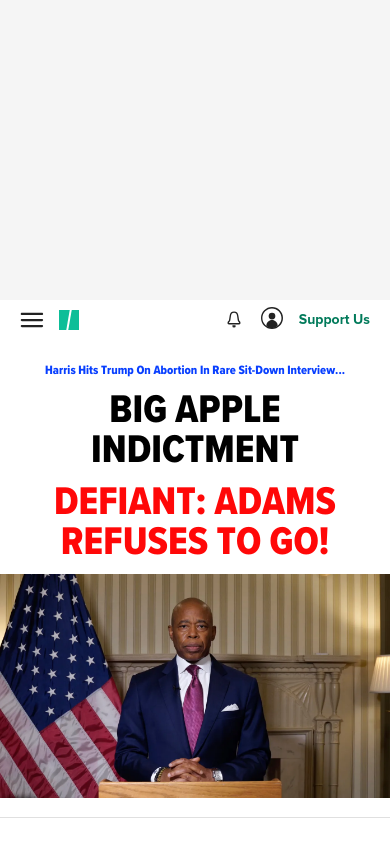 Support Us
Harris Hits Trump On Abortion In Rare Sit-Down Interview...
BIG APPLE
INDICTMENT
DEFIANT: ADAMS
REFUSES TO GO!